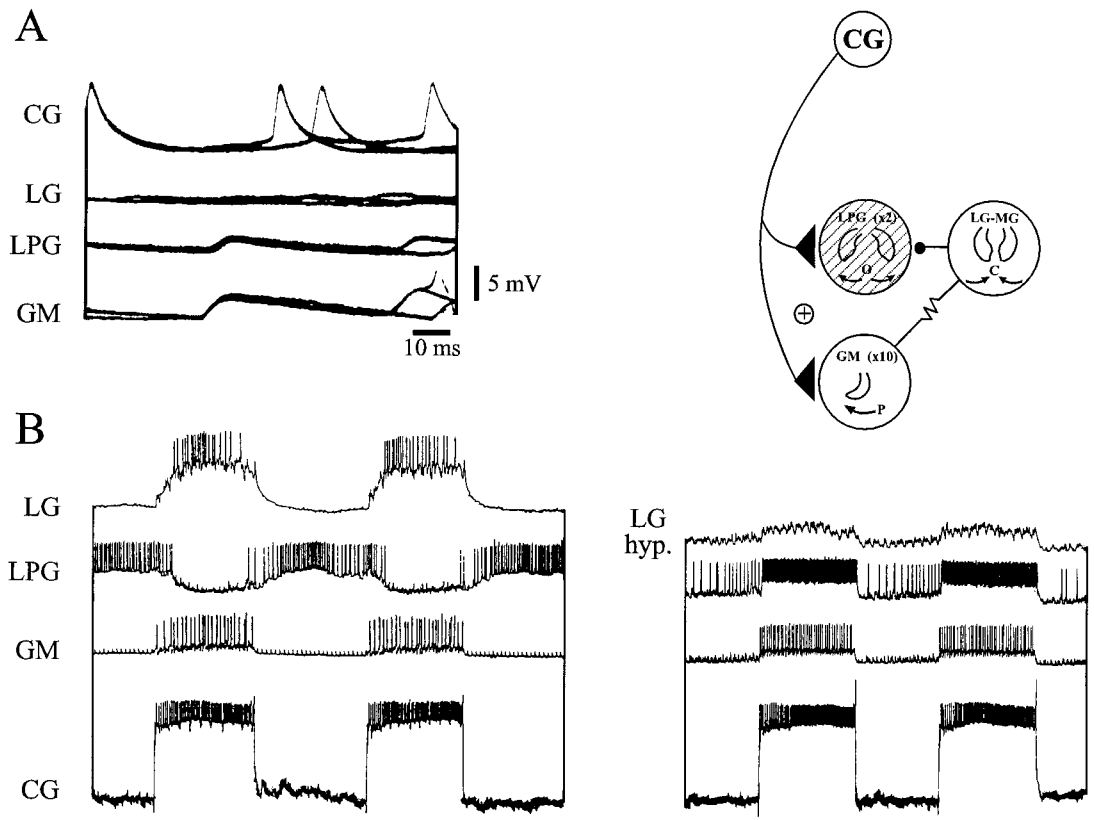 A
CG
LG
LPG
GM
5 mV
10 ms
CG
LPG (x2)
O
LG-MG
C
+
GM (x10)
P
B
LG
LPG
GM
CG
LG
hyp.